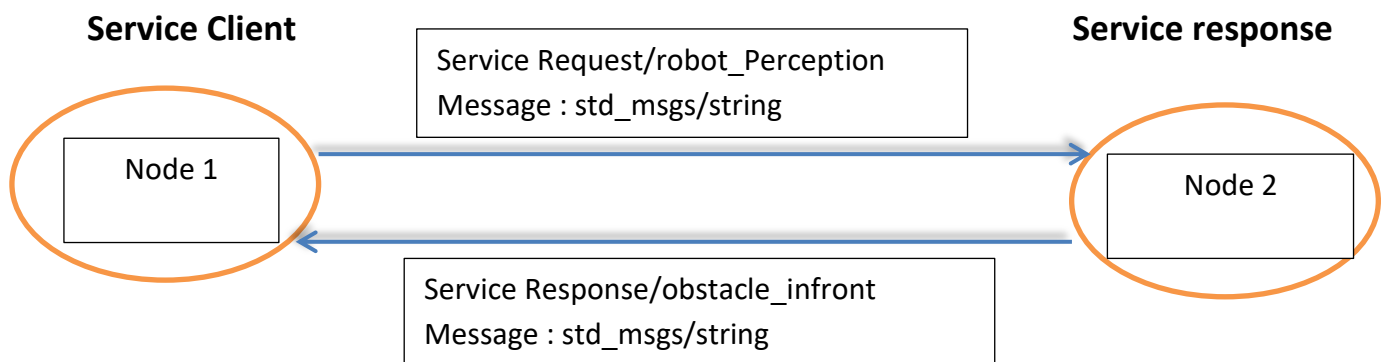 Service Client
Service response
Service Request/robot_Perception
Message : std_msgs/string
Node 1
Node 2
Service Response/obstacle_infront
Message : std_msgs/string